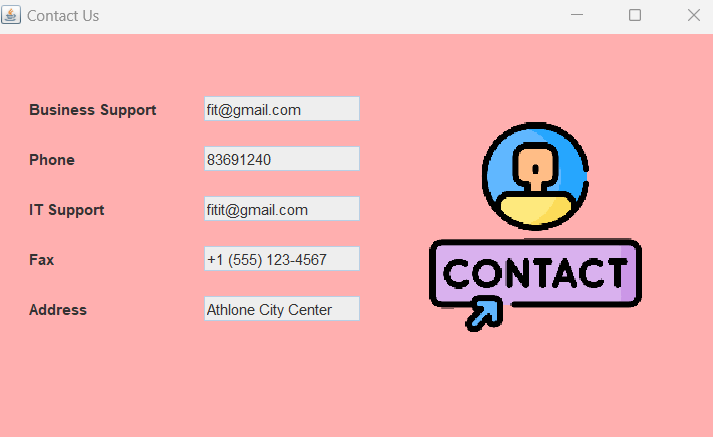 Contact Us
Business Support fit@gmail.com
Phone 83691240
IT Support fitit@gmail.com
Fax +1 (555) 123-4567
Address Athlone City Center
CONTACT